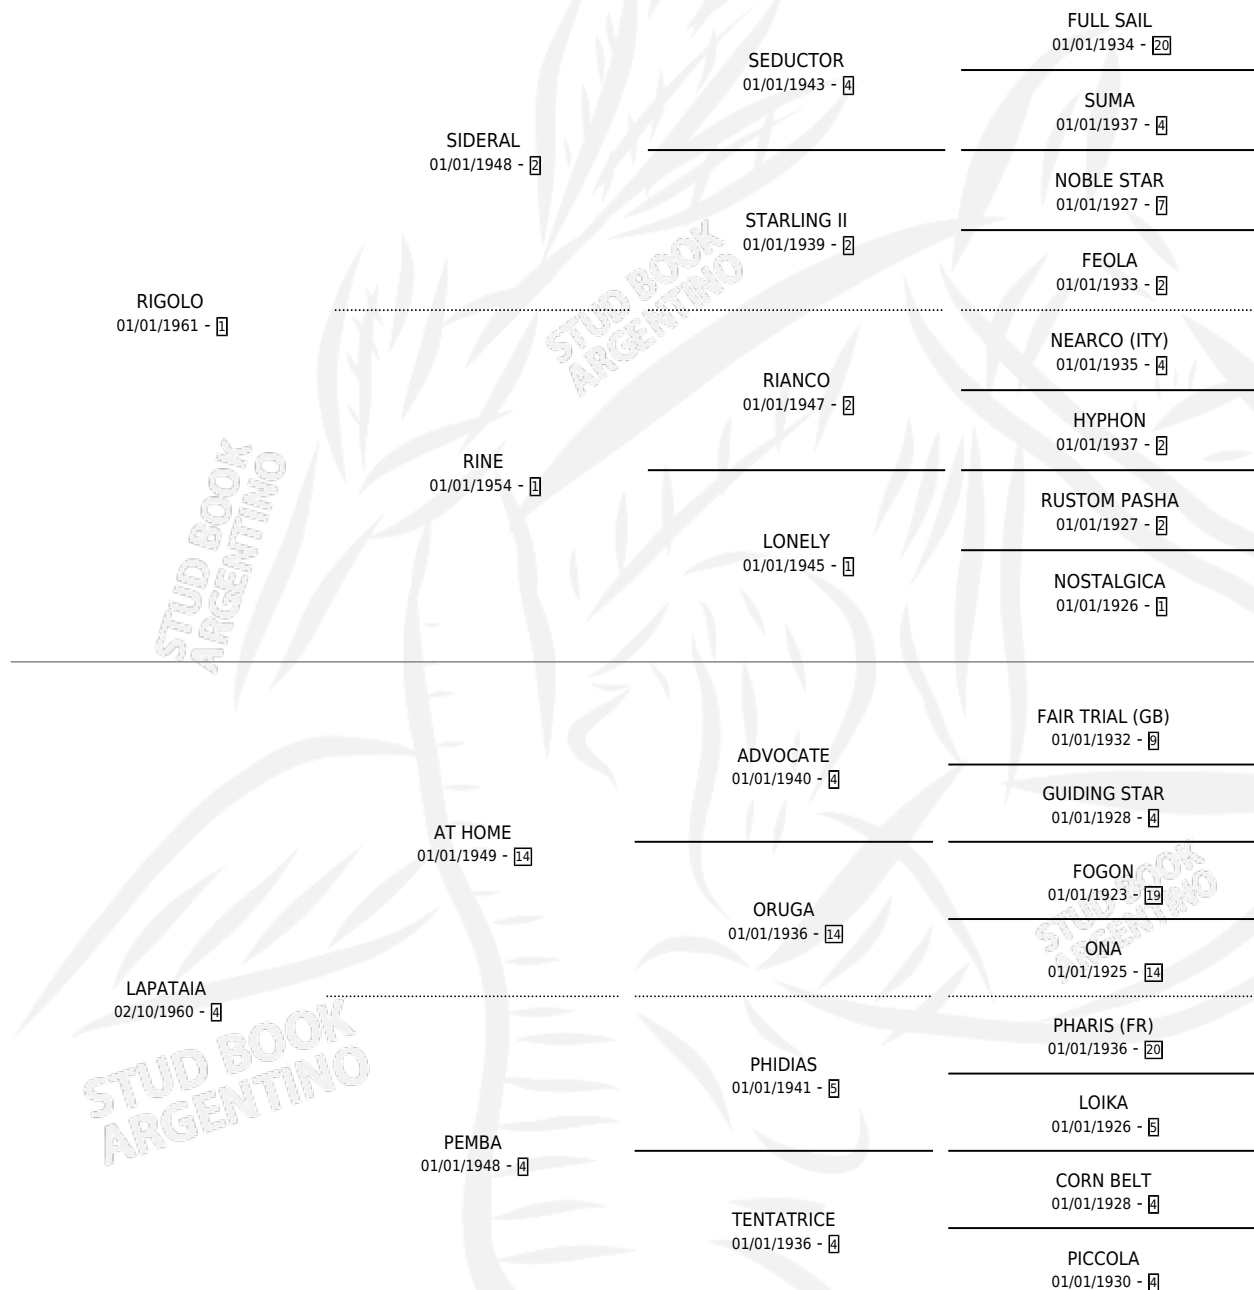 FULL SAIL
01/01/1934 - 20
SEDUCTOR
01/01/1943 - 4
SUMA
01/01/1937 - 4
SIDERAL
01/01/1948 - 2
NOBLE STAR
01/01/1927 - 7
STARLING II
01/01/1939 - 2
FEOLA
01/01/1933 - 2
RIGOLO
01/01/1961 - 1
NEARCO (ITY)
01/01/1935 - 4
RIANCO
01/01/1947 - 2
HYPHON
01/01/1937 - 2
RINE
01/01/1954 - 1
RUSTOM PASHA
01/01/1927 - 2
LONELY
01/01/1945 - 1
NOSTALGICA
01/01/1926 - 1
FAIR TRIAL (GB)
01/01/1932 - 9
ADVOCATE
01/01/1940 - 4
GUIDING STAR
01/01/1928 - 4
AT HOME
01/01/1949 - 14
FOGON
01/01/1923 - 19
ORUGA
01/01/1936 - 14
ONA
01/01/1925 - 14
LAPATAIA
02/10/1960 - 4
PHARIS (FR)
01/01/1936 - 20
PHIDIAS
01/01/1941 - 5
LOIKA
01/01/1926 - 5
PEMBA
01/01/1948 - 4
CORN BELT
01/01/1928 - 4
TENTATRICE
01/01/1936 - 4
PICCOLA
01/01/1930 - 4
STUD BOOK
ARGENTINO
STUD BOOK
ARGENTINO
STUD BOOK
ARGENTINO
STUD BOOK
ARGENTINO